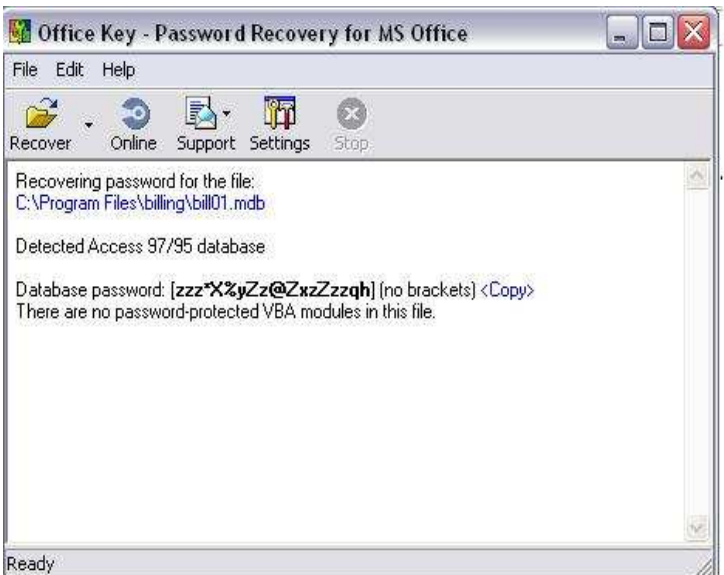 Office Key - Password Recovery for MS Office
File Edit Help
Recover Online Support Settings Stop
Recovering password for the file:
C:\Program Files\billing\bill01.mdb
Detected Access 97/95 database
Database password: [zzz*X%yZz@ZxzZzzqh] (no brackets) <Copy>
There are no password-protected VBA modules in this file.
Ready